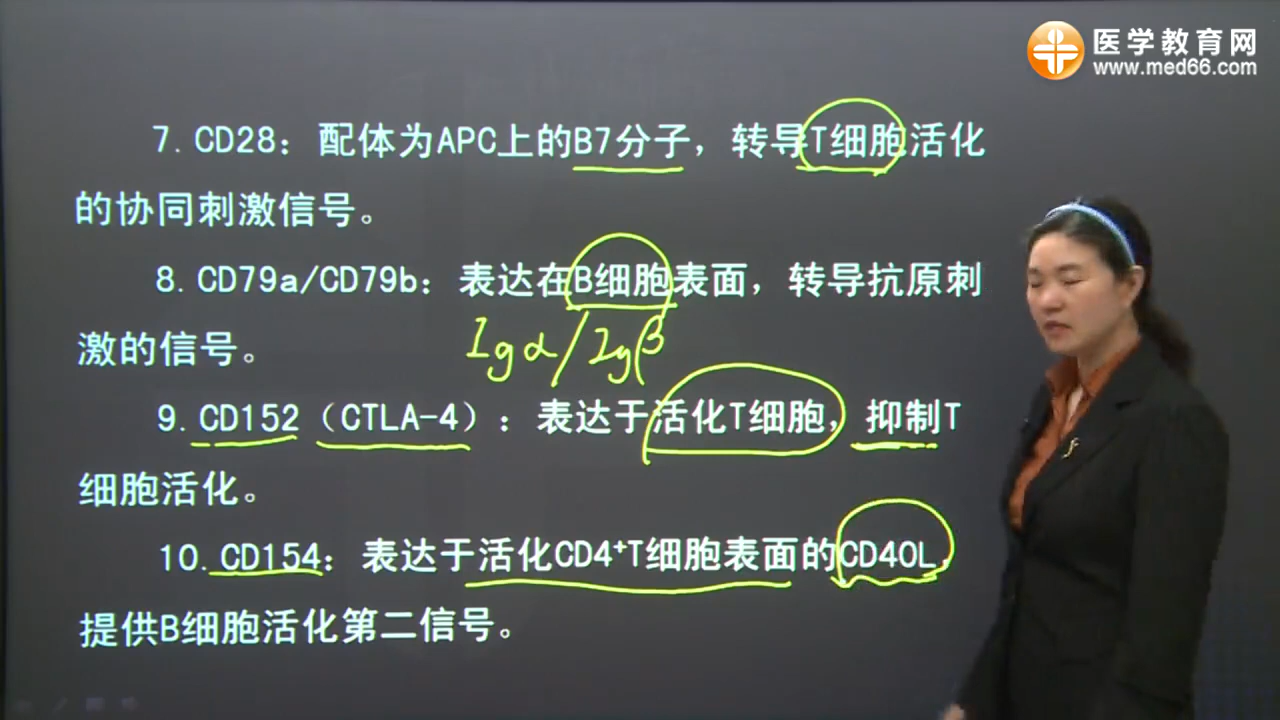 医学教育网
www.med66.com
7.CD28：配体为APC上的B7分子，转导T细胞活化
的协同刺激信号。
8.CD79a/CD79b：表达在B细胞表面，转导抗原刺
激的信号。
Igα/Igβ
9.CD152（CTLA-4）：表达于活化T细胞，抑制T
细胞活化。
10.CD154：表达于活化CD4⁺T细胞表面的CD40L，
提供B细胞活化第二信号。